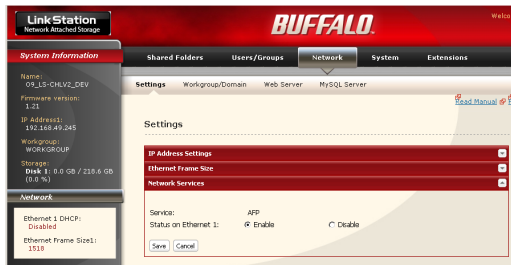 LinkStation
Network Attached Storage
BUFFALO.
Welco
System Information
Shared Folders Users/Groups Network System Extensions
Name:
09_LS-CHLV2_DEV
Settings Workgroup/Domain Web Server MySQL Server
Firmware version:
1.21
Read Manual
IP Address1:
192.168.49.245
Workgroup:
WORKGROUP
Storage:
Disk 1: 0.0 GB / 218.6 GB
(0.0 %)
Network
Ethernet 1 DHCP:
Disabled
Ethernet Frame Size1:
1518
Settings
IP Address Settings
Ethernet Frame Size
Network Services
Service: AFP
Status on Ethernet 1: Enable Disable
Save Cancel